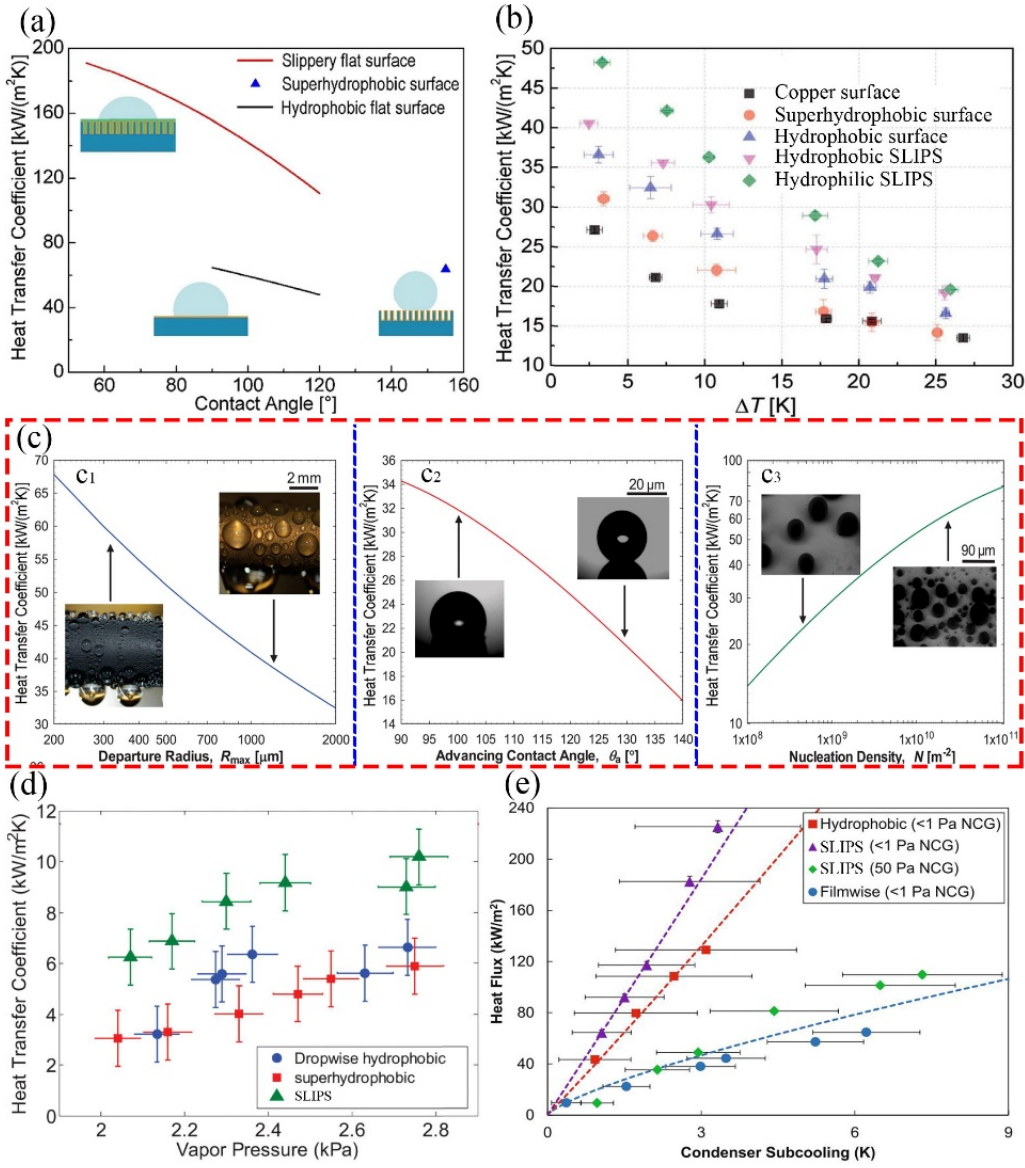 (a)
Heat Transfer Coefficient [kW/(m²K)]
200
160
120
80
40
0
Slippery flat surface
Superhydrophobic surface
Hydrophobic flat surface
60 80 100 120 140 160
Contact Angle [°]
(b)
Heat Transfer Coefficient [kW/(m²K)]
50
45
40
35
30
25
20
15
10
Copper surface
Superhydrophobic surface
Hydrophobic surface
Hydrophobic SLIPS
Hydrophilic SLIPS
0 5 10 15 20 25 30
ΔT [K]
(c)
c1
Heat Transfer Coefficient [kW/(m²K)]
70
65
60
55
50
45
40
35
30
2 mm
200 300 400 500 700 1000 2000
Departure Radius, Rmax [µm]
c2
Heat Transfer Coefficient [kW/(m²K)]
36
34
32
30
28
26
24
22
20
18
16
14
20 µm
90 95 100 105 110 115 120 125 130 135 140
Advancing Contact Angle, θa [°]
c3
Heat Transfer Coefficient [kW/(m²K)]
100
80
70
60
50
40
30
20
10
90 µm
1x10⁸ 1x10⁹ 1x10¹⁰ 1x10¹¹
Nucleation Density, N [m⁻²]
(d)
Heat Transfer Coefficient (kW/m²K)
12
10
8
6
4
2
0
Dropwise hydrophobic
superhydrophobic
SLIPS
2 2.2 2.4 2.6 2.8
Vapor Pressure (kPa)
(e)
Heat Flux (kW/m²)
240
200
160
120
80
40
0
Hydrophobic (<1 Pa NCG)
SLIPS (<1 Pa NCG)
SLIPS (50 Pa NCG)
Filmwise (<1 Pa NCG)
0 3 6 9
Condenser Subcooling (K)